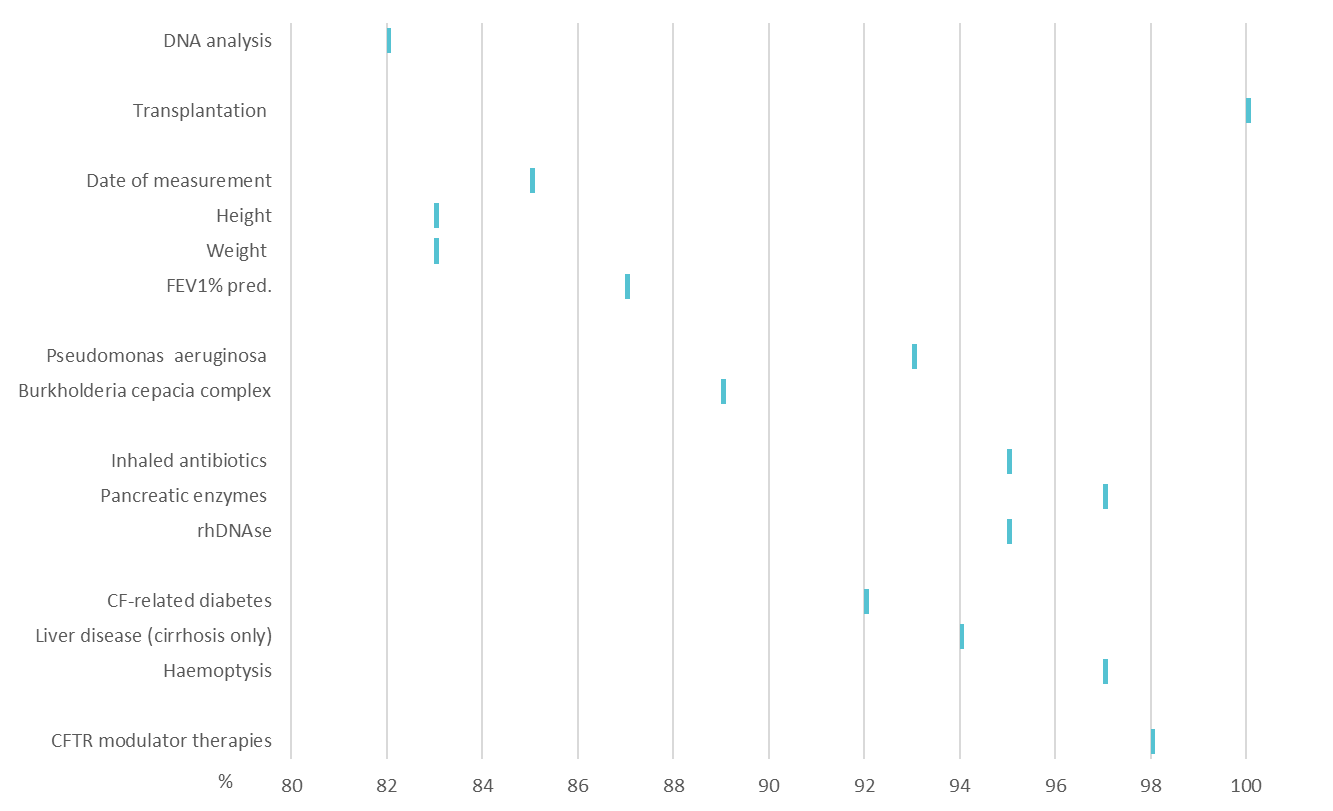 DNA analysis
Transplantation
Date of measurement
Height
Weight
FEV1% pred.
Pseudomonas  aeruginosa
Burkholderia cepacia complex
Inhaled antibiotics
Pancreatic enzymes
rhDNAse
CF-related diabetes
Liver disease (cirrhosis only)
Haemoptysis
CFTR modulator therapies
% 80 82 84 86 88 90 92 94 96 98 100